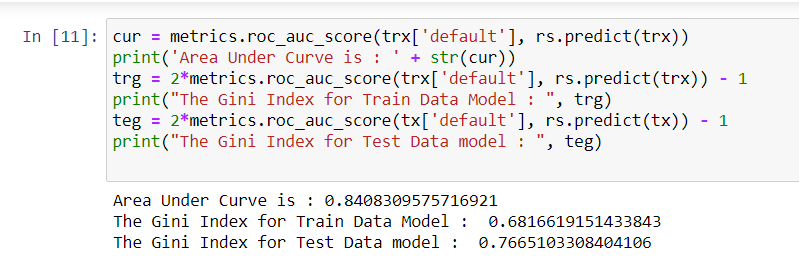 In [11]: cur = metrics.roc_auc_score(trx['default'], rs.predict(trx))
print('Area Under Curve is : ' + str(cur))
trg = 2*metrics.roc_auc_score(trx['default'], rs.predict(trx)) - 1
print("The Gini Index for Train Data Model : ", trg)
teg = 2*metrics.roc_auc_score(tx['default'], rs.predict(tx)) - 1
print("The Gini Index for Test Data model : ", teg)
Area Under Curve is : 0.8408309575716921
The Gini Index for Train Data Model :  0.6816619151433843
The Gini Index for Test Data model :  0.7665103308404106